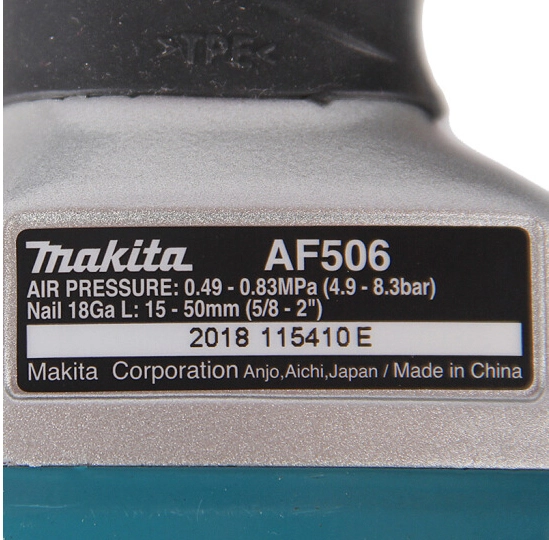 >TPE<
makita AF506
AIR PRESSURE: 0.49 - 0.83MPa (4.9 - 8.3bar)
Nail 18Ga L: 15 - 50mm (5/8 - 2")
2018 115410 E
Makita Corporation Anjo,Aichi,Japan / Made in China